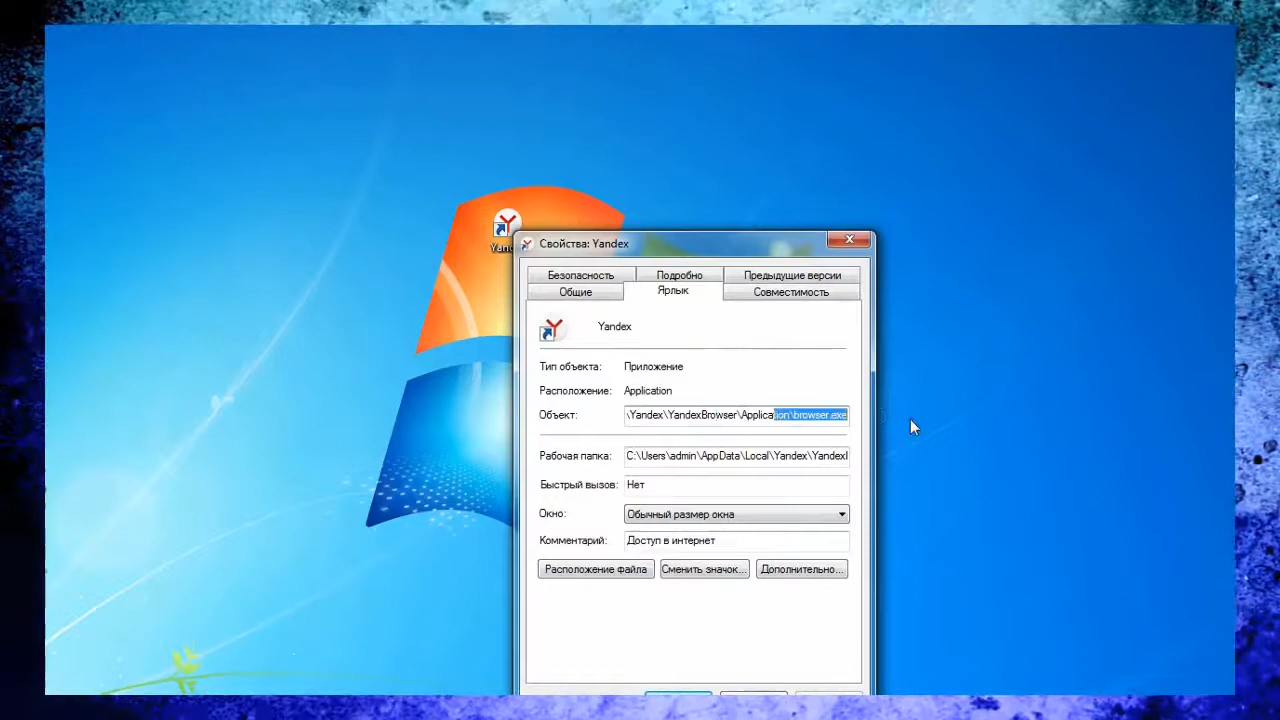 Свойства: Yandex
Безопасность Подробно Предыдущие версии
Общие Ярлык Совместимость
Yandex
Тип объекта: Приложение
Расположение: Application
Объект: \Yandex\YandexBrowser\Application\browser.exe
Рабочая папка: C:\Users\admin\AppData\Local\Yandex\Yandex
Быстрый вызов: Нет
Окно: Обычный размер окна
Комментарий: Доступ в интернет
Расположение файла Сменить значок... Дополнительно...